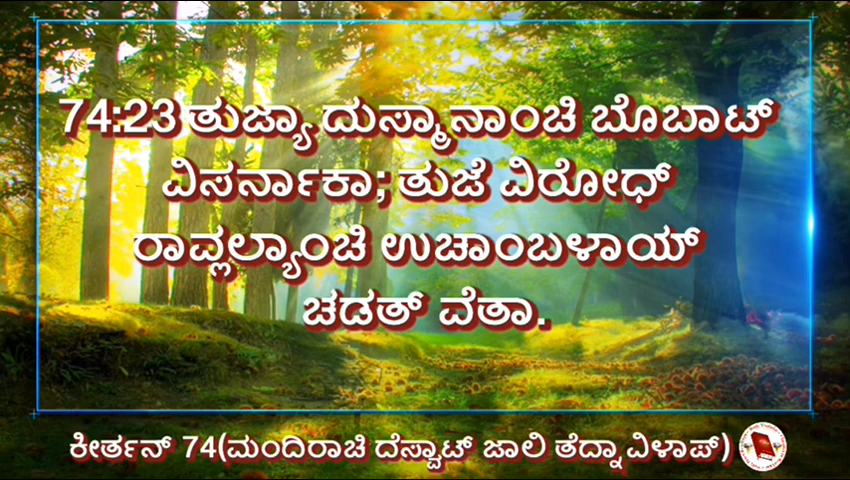 74:23 ತುಜ್ಯಾ ದುಸ್ಮಾನಾಂಚಿ ಬೊಬಾಟ್
ವಿಸರ್ನಾಕಾ; ತುಜೆ ವಿರೋಧ್
ರಾವ್ಲಲ್ಯಾಂಚಿ ಉಚಾಂಬಳಾಯ್
ಚಡತ್ ವೆತಾ.
ಕೀರ್ತನ್ 74(ಮಂದಿರಾಚಿ ದೆಸ್ವಾಟ್ ಜಾಲಿ ತೆದ್ನಾ ವಿಳಾಪ್)